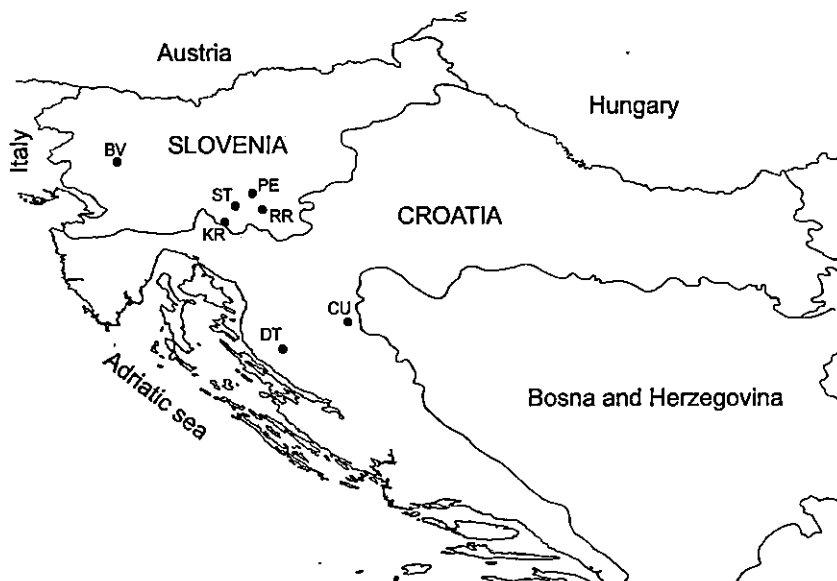 Austria
Hungary
Italy
BV
SLOVENIA
PE
ST
RR
KR
CROATIA
CU
DT
Adriatic sea
Bosna and Herzegovina